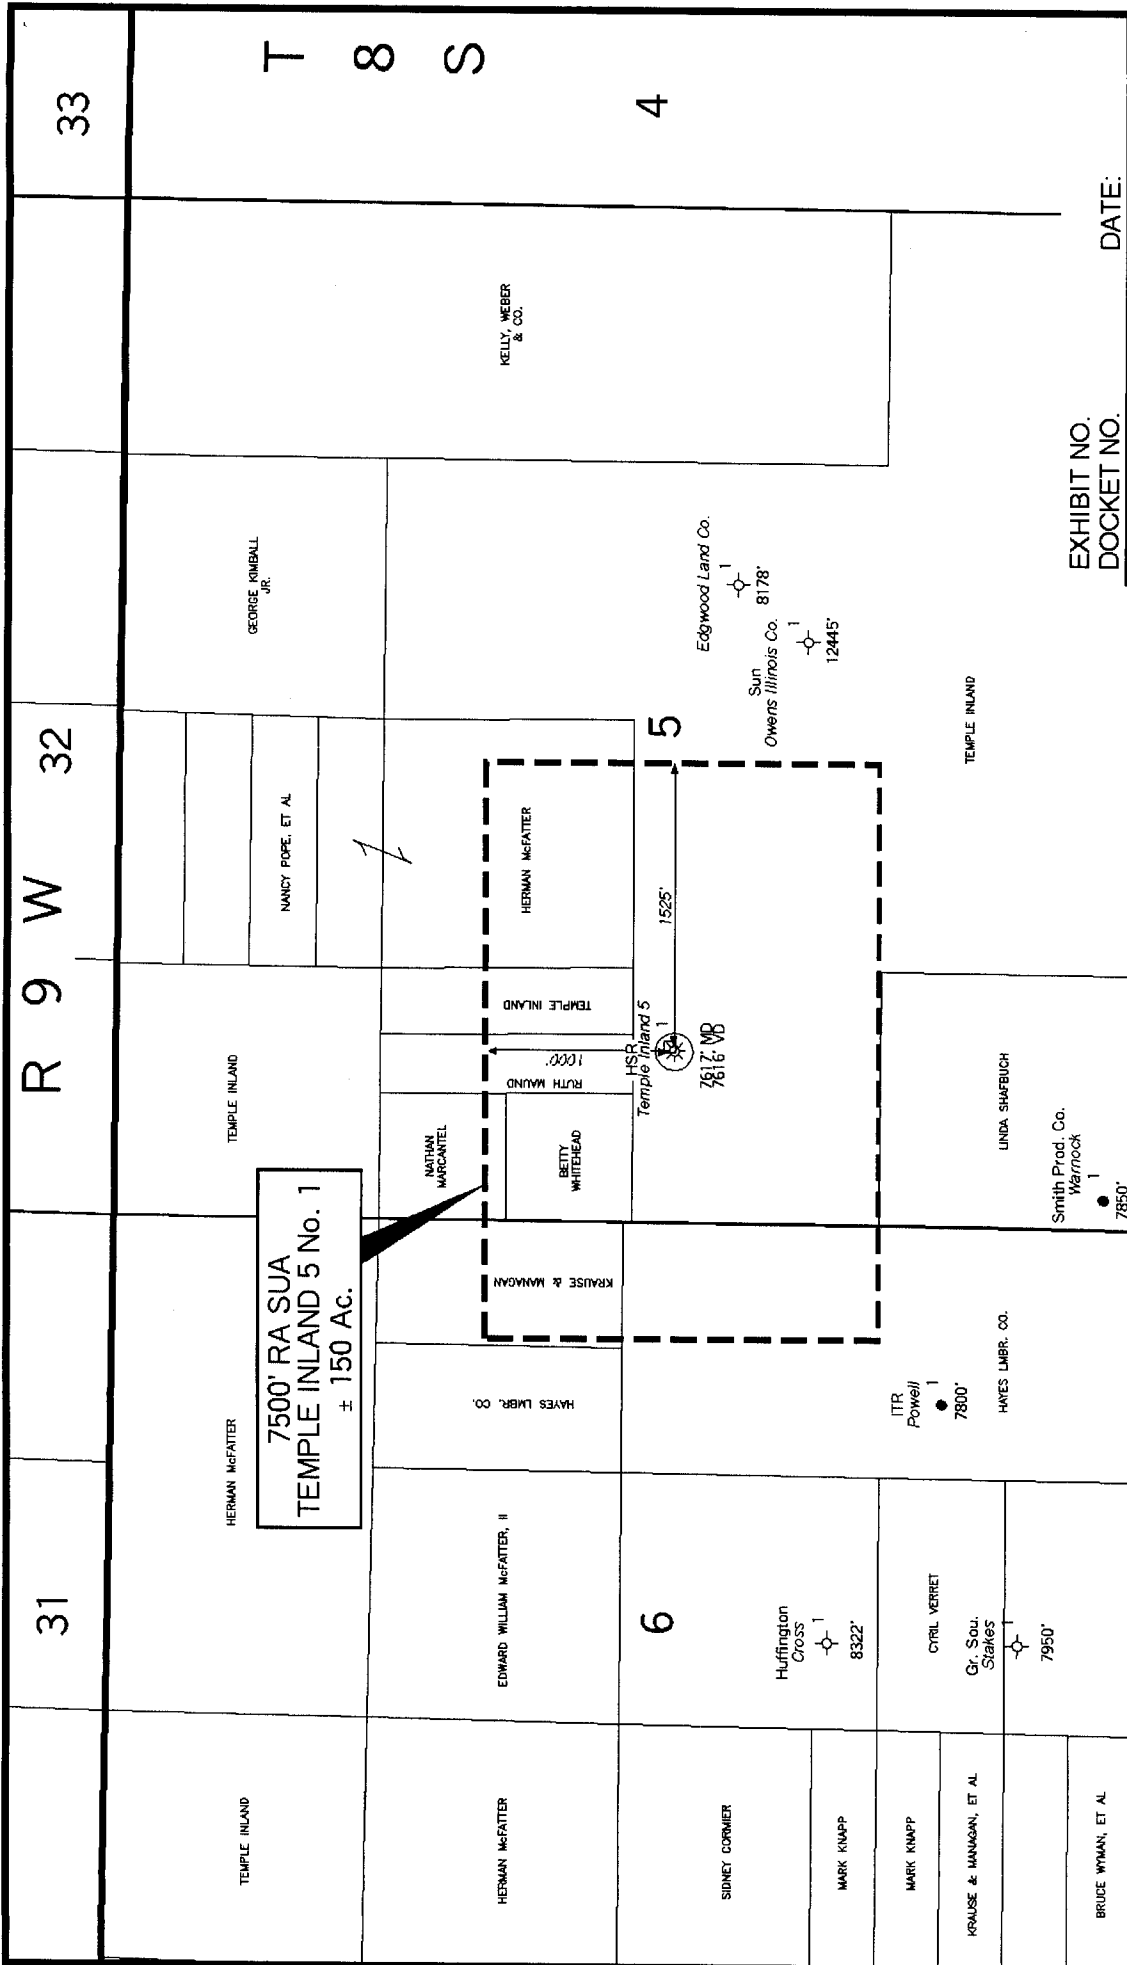 R 9 W
31
32
33
T 8 S
HERMAN McFATTER
TEMPLE INLAND
TEMPLE INLAND
NANCY POPE, ET AL
GEORGE KIMBALL
JR.
7500' RA SUA
TEMPLE INLAND 5 No. 1
± 150 Ac.
HERMAN McFATTER
EDWARD WILLIAM McFATTER, II
HAYES LMBR. CO.
KRAUSE & MANAGAN
NATHAN
MARCANTEL
BETTY
WHITEHEAD
RUTH MAUND
1000'
TEMPLE INLAND
HERMAN McFATTER
KELLY, WEBER
& CO.
6
5
4
HSR
Temple Inland 5
1
7617' MD
7616' VD
1525'
Edgwood Land Co.
1
8178'
Sun
Owens Illinois Co.
1
12445'
SIDNEY CORMIER
Huffington
Cross
1
8322'
MARK KNAPP
MARK KNAPP
CYRIL VERRET
ITR
Powell
1
7800'
HAYES LMBR. CO.
LINDA SHAFBUCH
TEMPLE INLAND
KRAUSE & MANAGAN, ET AL
Gr. Sou.
Stakes
1
7950'
Smith Prod. Co.
Warnock
1
7850'
BRUCE WYMAN, ET AL
EXHIBIT NO.
DOCKET NO.
DATE: